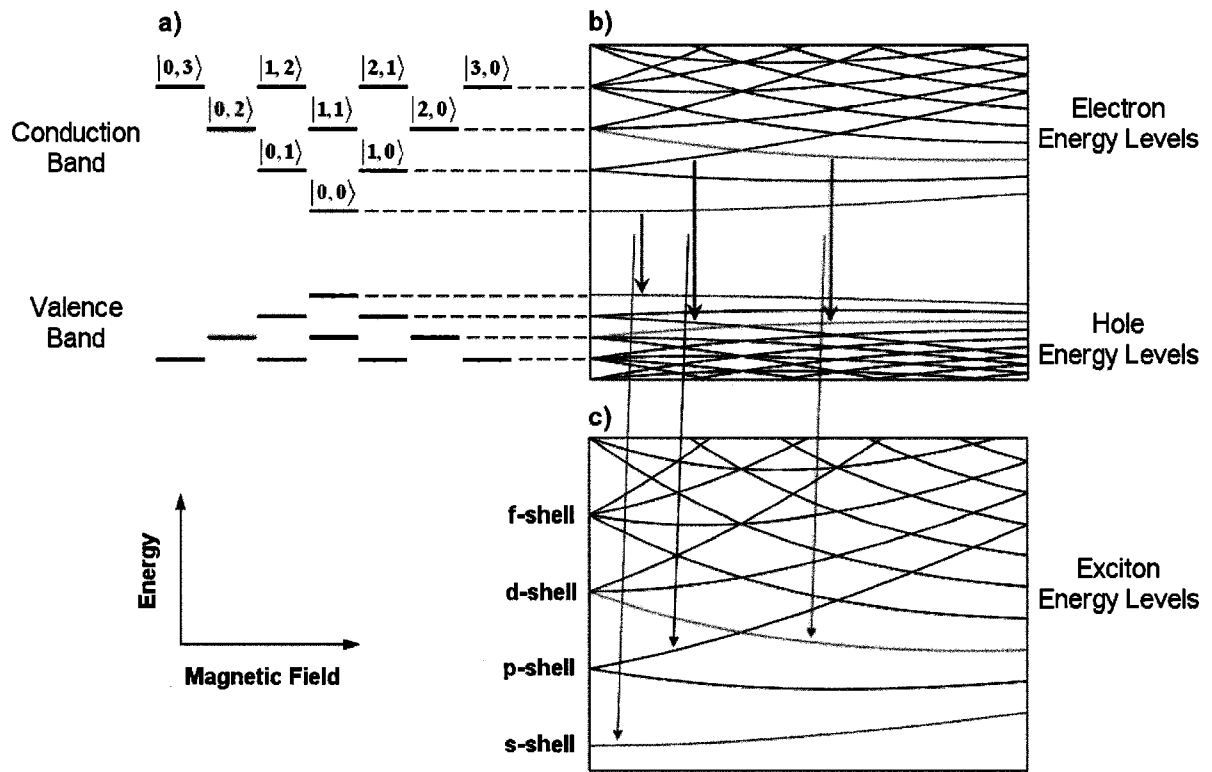 a)
b)
|0,3⟩ |1,2⟩ |2,1⟩ |3,0⟩
|0,2⟩ |1,1⟩ |2,0⟩
|0,1⟩ |1,0⟩
|0,0⟩
Conduction
Band
Electron
Energy Levels
Valence
Band
Hole
Energy Levels
c)
f-shell
d-shell
p-shell
s-shell
Exciton
Energy Levels
Energy
Magnetic Field